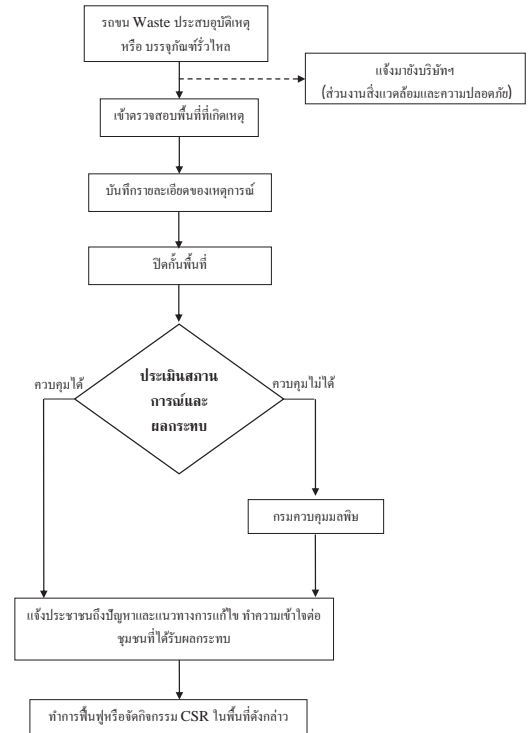 รถขน Waste ประสบอุบัติเหตุ
หรือ บรรจุภัณฑ์รั่วไหล
แจ้งมายังบริษัทฯ
(ส่วนงานสิ่งแวดล้อมและความปลอดภัย)
เข้าตรวจสอบพื้นที่ที่เกิดเหตุ
บันทึกรายละเอียดของเหตุการณ์
ปิดกั้นพื้นที่
ประเมินสถาน
การณ์และ
ผลกระทบ
ควบคุมได้
ควบคุมไม่ได้
กรมควบคุมมลพิษ
แจ้งประชาชนถึงปัญหาและแนวทางการแก้ไข ทำความเข้าใจต่อ
ชุมชนที่ได้รับผลกระทบ
ทำการฟื้นฟูหรือจัดกิจกรรม CSR ในพื้นที่ดังกล่าว